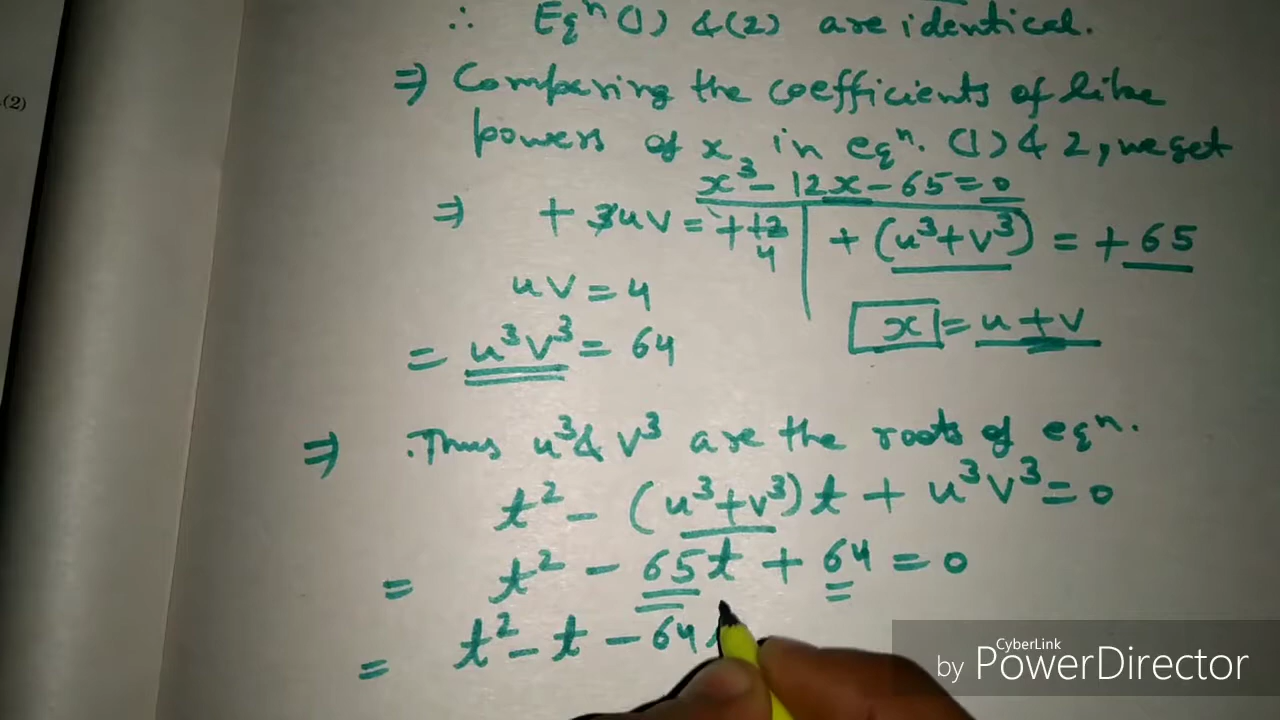 ∴ Eqⁿ (1) & (2) are identical.
.(2)
⇒ Comparing the coefficients of like
powers of x, in eqⁿ. (1) & 2, we get
x³ - 12x - 65 = 0
⇒ + 3uv = + 12 + (u³+v³) = + 65
4
uv = 4
x = u + v
= u³v³ = 64
⇒ .Thus u³ & v³ are the roots of eqⁿ.
t² - (u³+v³)t + u³v³ = 0
= t² - 65t + 64 = 0
= t² - t - 64
CyberLink
by PowerDirector